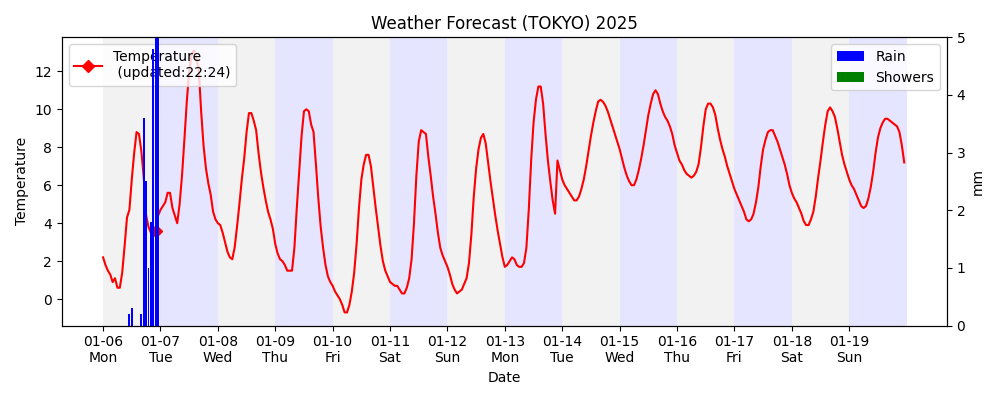 Weather Forecast (TOKYO) 2025
Temperature
(updated:22:24)
Rain
Showers
Temperature
12
10
8
6
4
2
0
5
4
3
2
1
0
mm
01-06 01-07 01-08 01-09 01-10 01-11 01-12 01-13 01-14 01-15 01-16 01-17 01-18 01-19
Mon Tue Wed Thu Fri Sat Sun Mon Tue Wed Thu Fri Sat Sun
Date